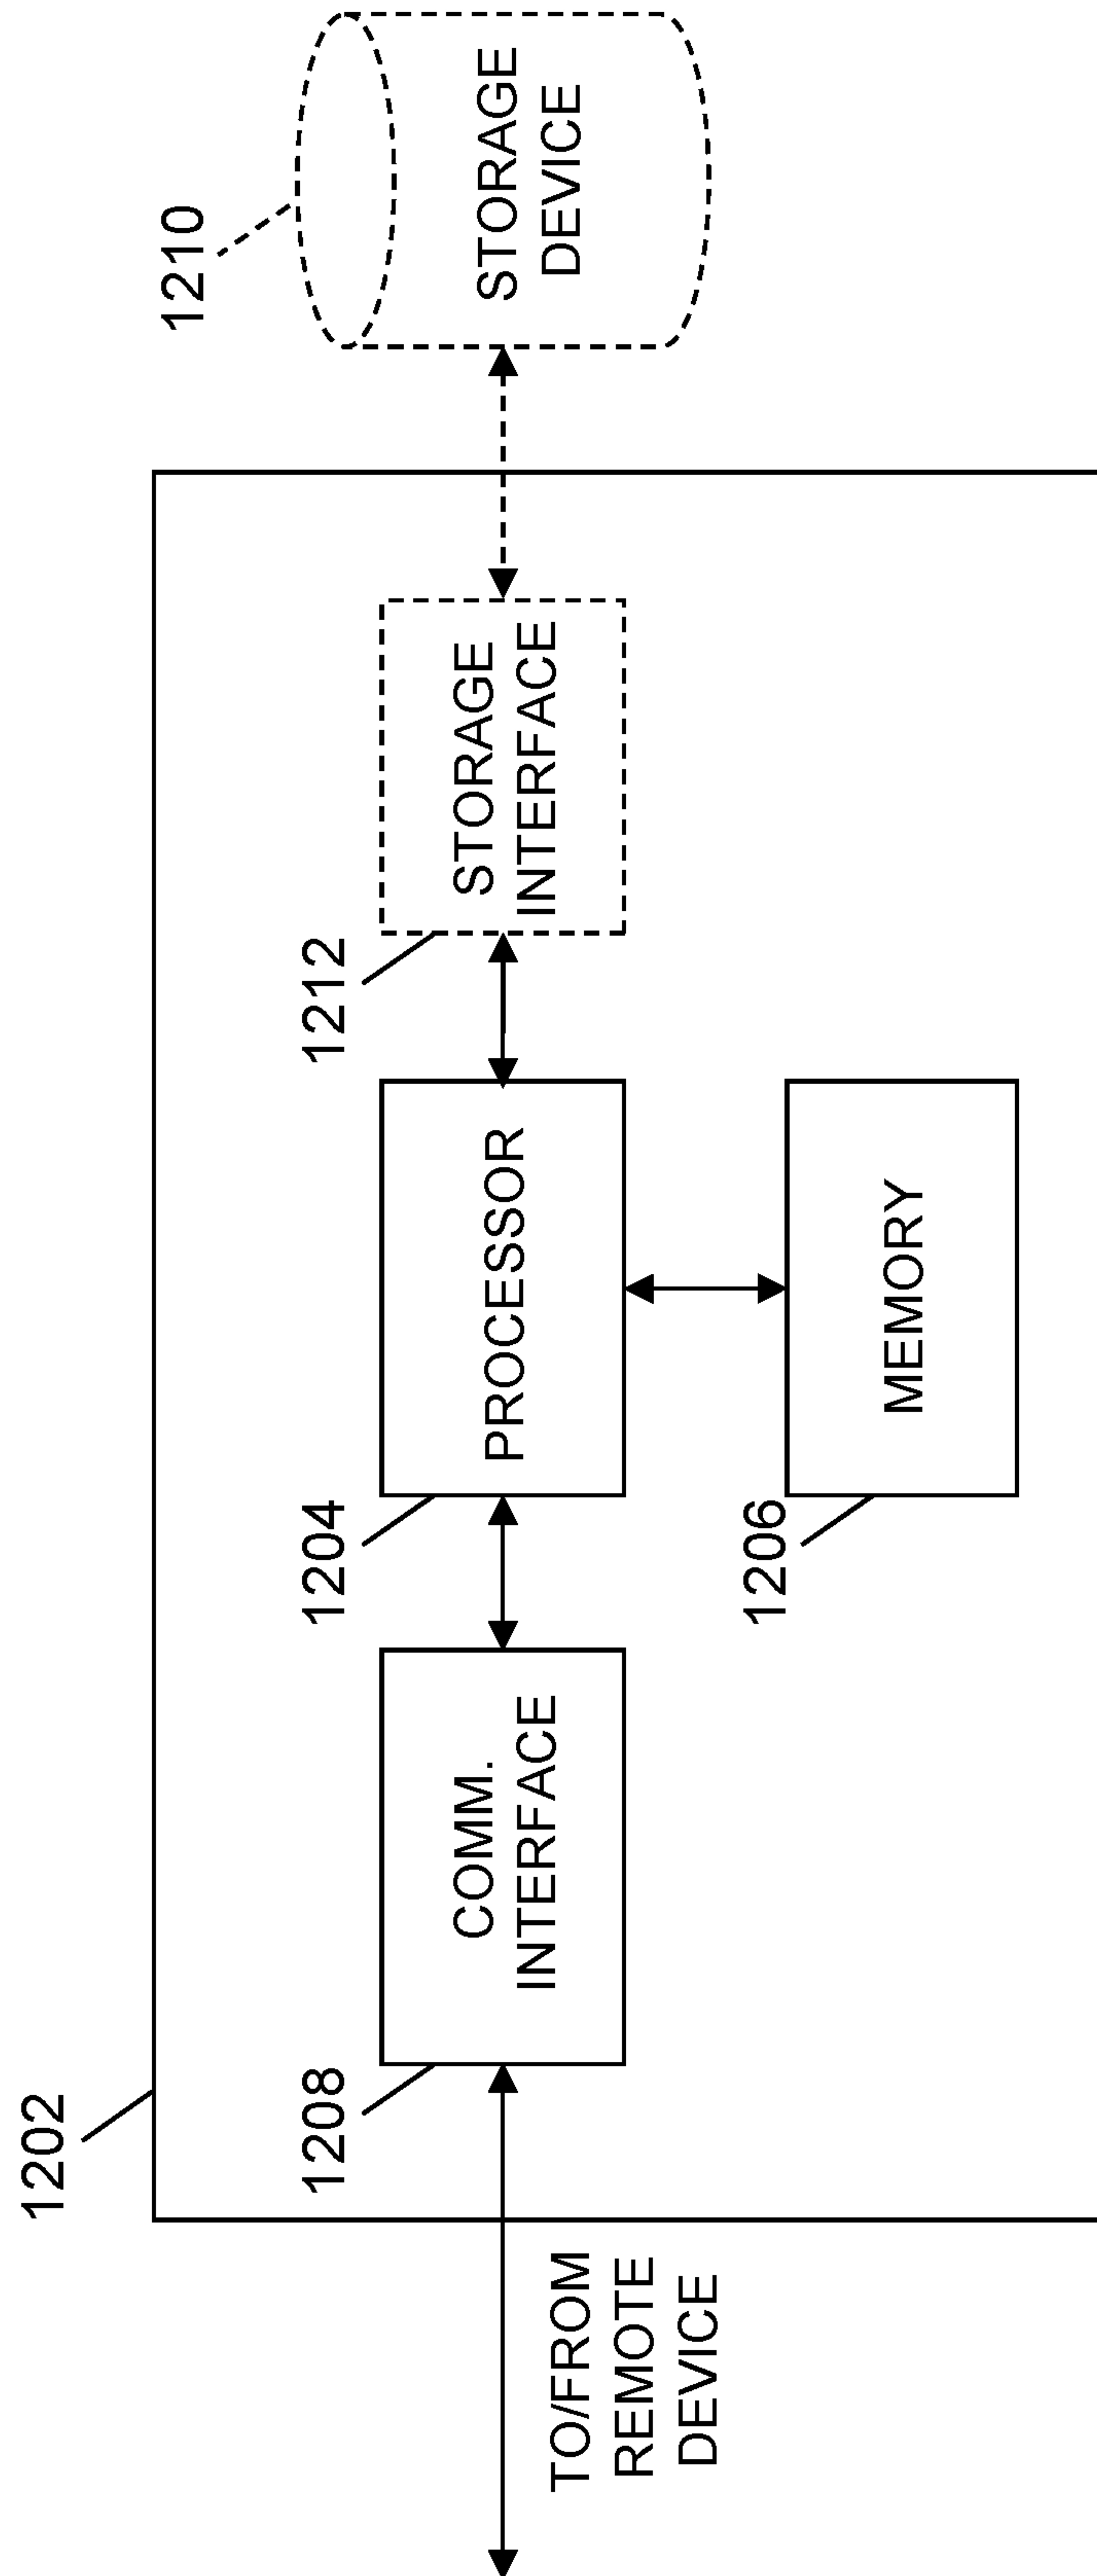 1202
1210
1208
1204
1212
COMM.
INTERFACE
PROCESSOR
STORAGE
INTERFACE
STORAGE
DEVICE
TO/FROM
REMOTE
DEVICE
1206
MEMORY